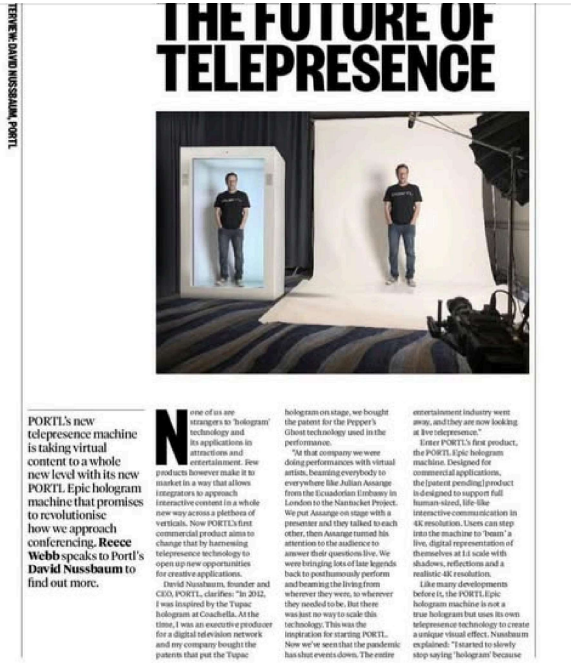 TERVIEW: DAVID NUSSBAUM, PORTL
THE FUTURE OF
TELEPRESENCE
PORTL's new
telepresence machine
is taking virtual
content to a whole
new level with its new
PORTL Epic hologram
machine that promises
to revolutionise
how we approach
conferencing. Reece
Webb speaks to Portl's
David Nussbaum to
find out more.
None of us are
strangers to 'hologram'
technology and
its applications in
attractions and
entertainment. Few
products however make it to
market in a way that allows
integrators to approach
interactive content in a whole
new way across a plethora of
verticals. Now PORTL's first
commercial product aims to
change that by harnessing
telepresence technology to
open up new opportunities
for creative applications.
David Nussbaum, founder and
CEO, PORTL, clarifies: "In 2012,
I was inspired by the Tupac
hologram at Coachella. At the
time, I was an executive producer
for a digital television network
and my company bought the
patents that put the Tupac
hologram on stage, we bought
the patent for the Pepper's
Ghost technology used in the
performance.
"At that company we were
doing performances with virtual
artists, beaming everybody to
everywhere like Julian Assange
from the Ecuadorian Embassy in
London to the Nantucket Project.
We put Assange on stage with a
presenter and they talked to each
other, then Assange turned his
attention to the audience to
answer their questions live. We
were bringing lots of late legends
back to posthumously perform
and beaming the living from
wherever they were, to wherever
they needed to be. But there
was just no way to scale this
technology. This was the
inspiration for starting PORTL.
Now we've seen that the pandemic
has shut events down. The entire
entertainment industry went
away, and they are now looking
at live telepresence."
Enter PORTL's first product,
the PORTL Epic hologram
machine. Designed for
commercial applications,
the [patent pending] product
is designed to support full
human-sized, life-like
interactive communication in
4K resolution. Users can step
into the machine to 'beam' a
live, digital representation of
themselves at 1:1 scale with
shadows, reflections and a
realistic 4K resolution.
Like many developments
before it, the PORTL Epic
hologram machine is not a
true hologram but uses its own
telepresence technology to create
a unique visual effect. Nussbaum
explained: "I started to slowly
stop saying 'hologram' because